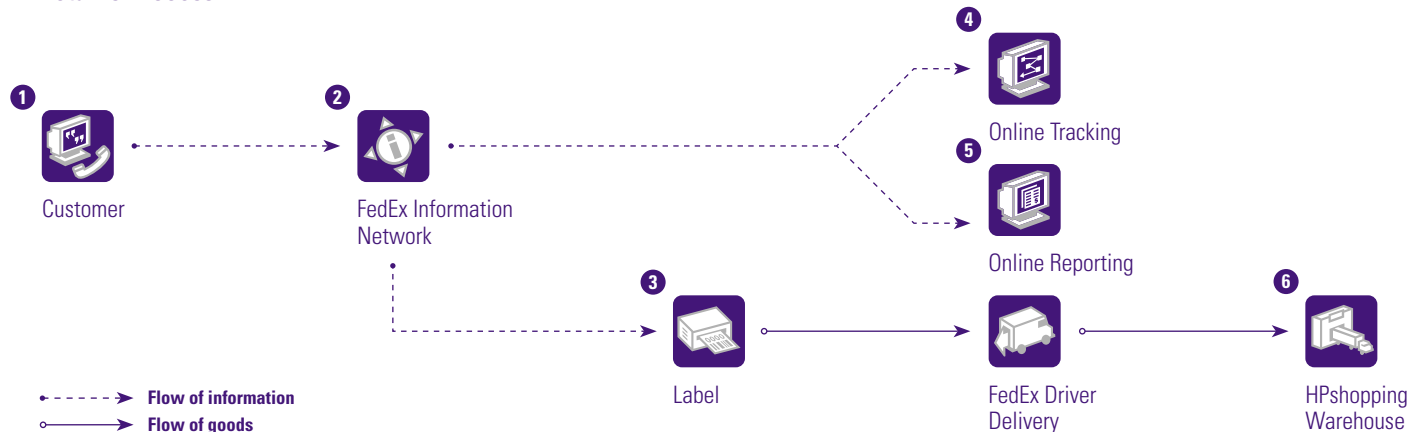 1
Customer
2
FedEx Information
Network
4
Online Tracking
5
Online Reporting
3
Label
FedEx Driver
Delivery
6
HPshopping
Warehouse
Flow of information
Flow of goods